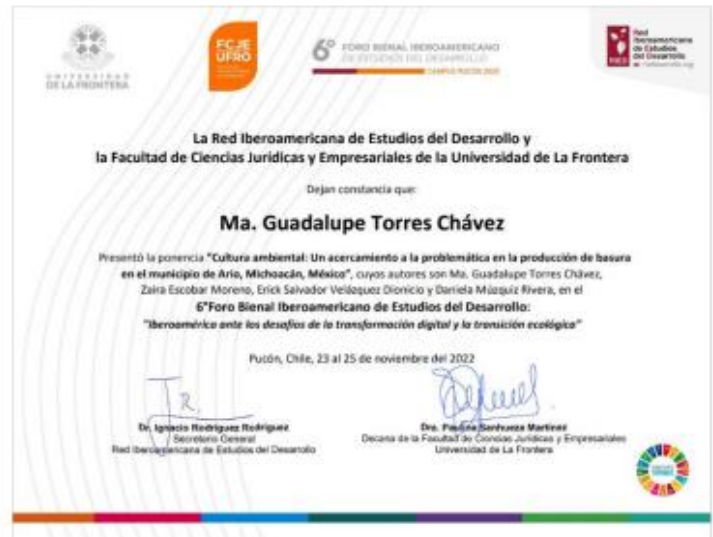 UNIVERSIDAD
DE LA FRONTERA
FCJE
UFRO
6° FORO BIENAL IBEROAMERICANO
DE ESTUDIOS DEL DESARROLLO
CAMPUS PUCÓN 2022
Red
Iberoamericana
de Estudios
del Desarrollo
La Red Iberoamericana de Estudios del Desarrollo y
la Facultad de Ciencias Jurídicas y Empresariales de la Universidad de La Frontera
Dejan constancia que:
Ma. Guadalupe Torres Chávez
Presentó la ponencia "Cultura ambiental: Un acercamiento a la problemática en la producción de basura
en el municipio de Ario, Michoacán, México", cuyos autores son Ma. Guadalupe Torres Chávez,
Zaira Escobar Moreno, Erick Salvador Velázquez Dionicio y Daniela Múzquiz Rivera, en el
6°Foro Bienal Iberoamericano de Estudios del Desarrollo:
"Iberoamérica ante los desafíos de la transformación digital y la transición ecológica"
Pucón, Chile, 23 al 25 de noviembre del 2022
Dr. Ignacio Rodríguez Rodríguez
Secretario General
Red Iberoamericana de Estudios del Desarrollo
Dra. Paulina Sanhueza Martínez
Decana de la Facultad de Ciencias Jurídicas y Empresariales
Universidad de La Frontera